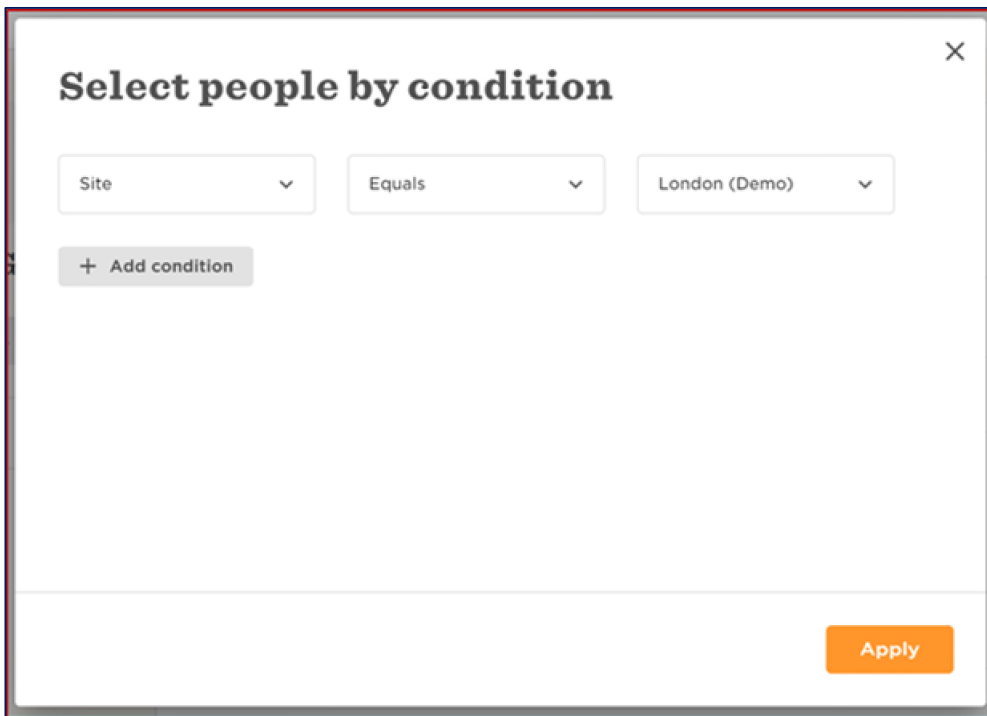 Select people by condition
Site Equals London (Demo)
+ Add condition
Apply